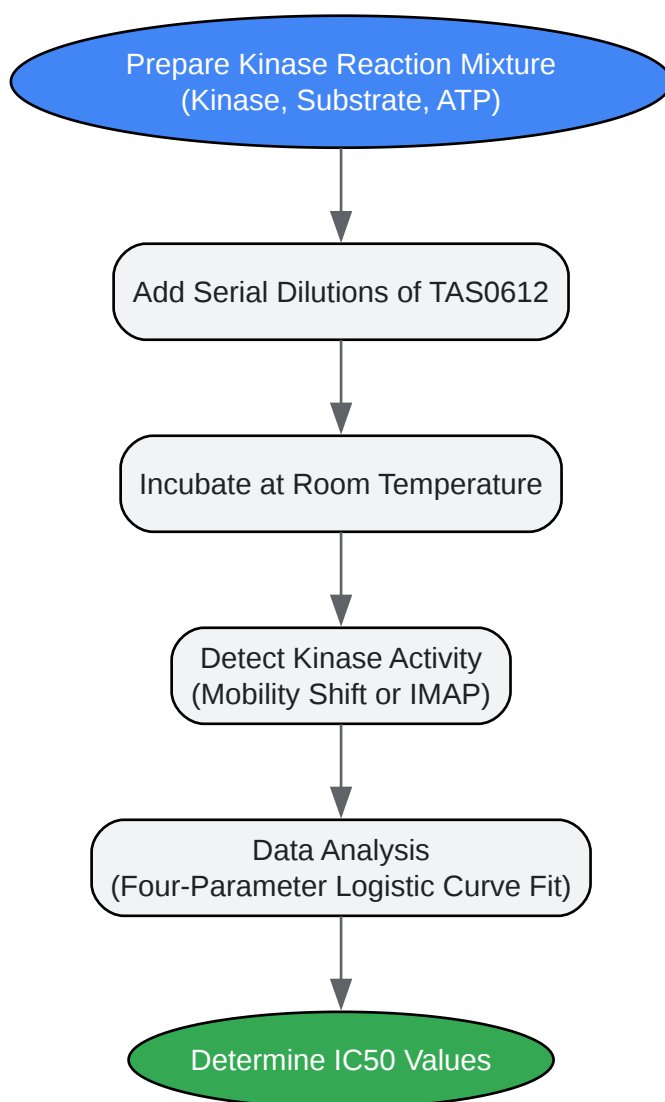 Prepare Kinase Reaction Mixture
(Kinase, Substrate, ATP)
Add Serial Dilutions of TAS0612
Incubate at Room Temperature
Detect Kinase Activity
(Mobility Shift or IMAP)
Data Analysis
(Four-Parameter Logistic Curve Fit)
Determine IC50 Values